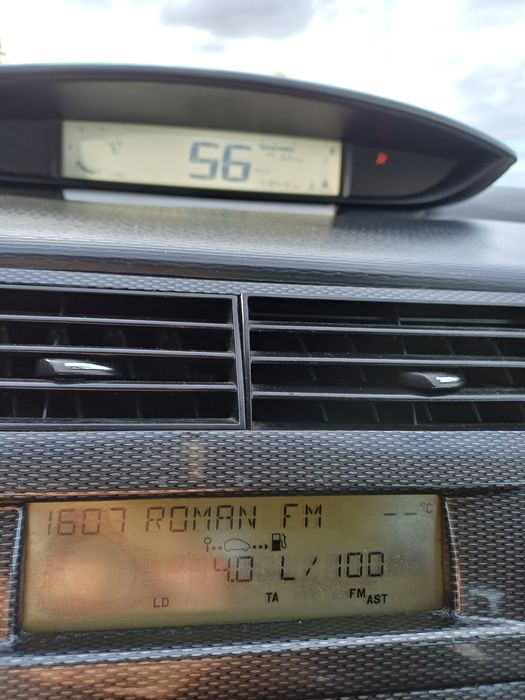 56
1607 ROMAN FM --°C
4.0 L/100
LD TA FM AST